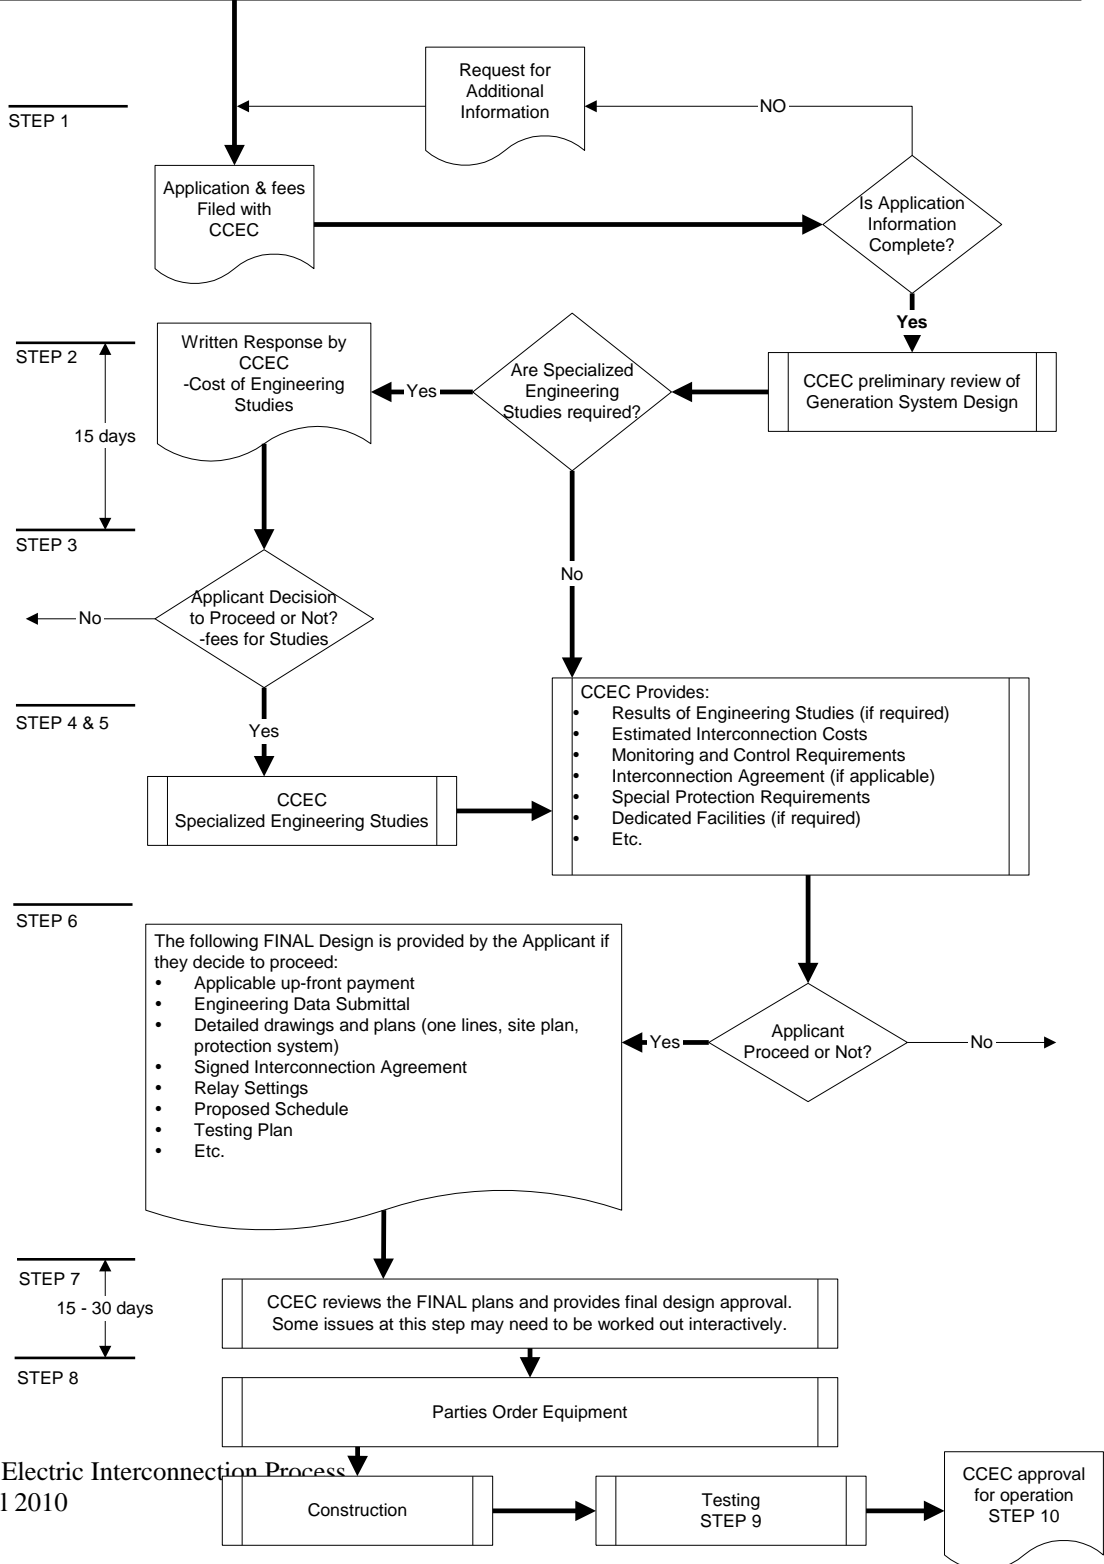 Request for
Additional
Information
NO
STEP 1
Application & fees
Filed with
CCEC
Is Application
Information
Complete?
Yes
STEP 2
Written Response by
CCEC
-Cost of Engineering
Studies
Yes
Are Specialized
Engineering
Studies required?
CCEC preliminary review of
Generation System Design
15 days
STEP 3
No
Applicant Decision
to Proceed or Not?
-fees for Studies
No
STEP 4 & 5
Yes
CCEC Provides:
• Results of Engineering Studies (if required)
• Estimated Interconnection Costs
• Monitoring and Control Requirements
• Interconnection Agreement (if applicable)
• Special Protection Requirements
• Dedicated Facilities (if required)
• Etc.
CCEC
Specialized Engineering Studies
STEP 6
The following FINAL Design is provided by the Applicant if
they decide to proceed:
• Applicable up-front payment
• Engineering Data Submittal
• Detailed drawings and plans (one lines, site plan,
protection system)
• Signed Interconnection Agreement
• Relay Settings
• Proposed Schedule
• Testing Plan
• Etc.
Yes
Applicant
Proceed or Not?
No
STEP 7
15 - 30 days
CCEC reviews the FINAL plans and provides final design approval.
Some issues at this step may need to be worked out interactively.
STEP 8
Parties Order Equipment
Electric Interconnection Process
l 2010
Construction
Testing
STEP 9
CCEC approval
for operation
STEP 10